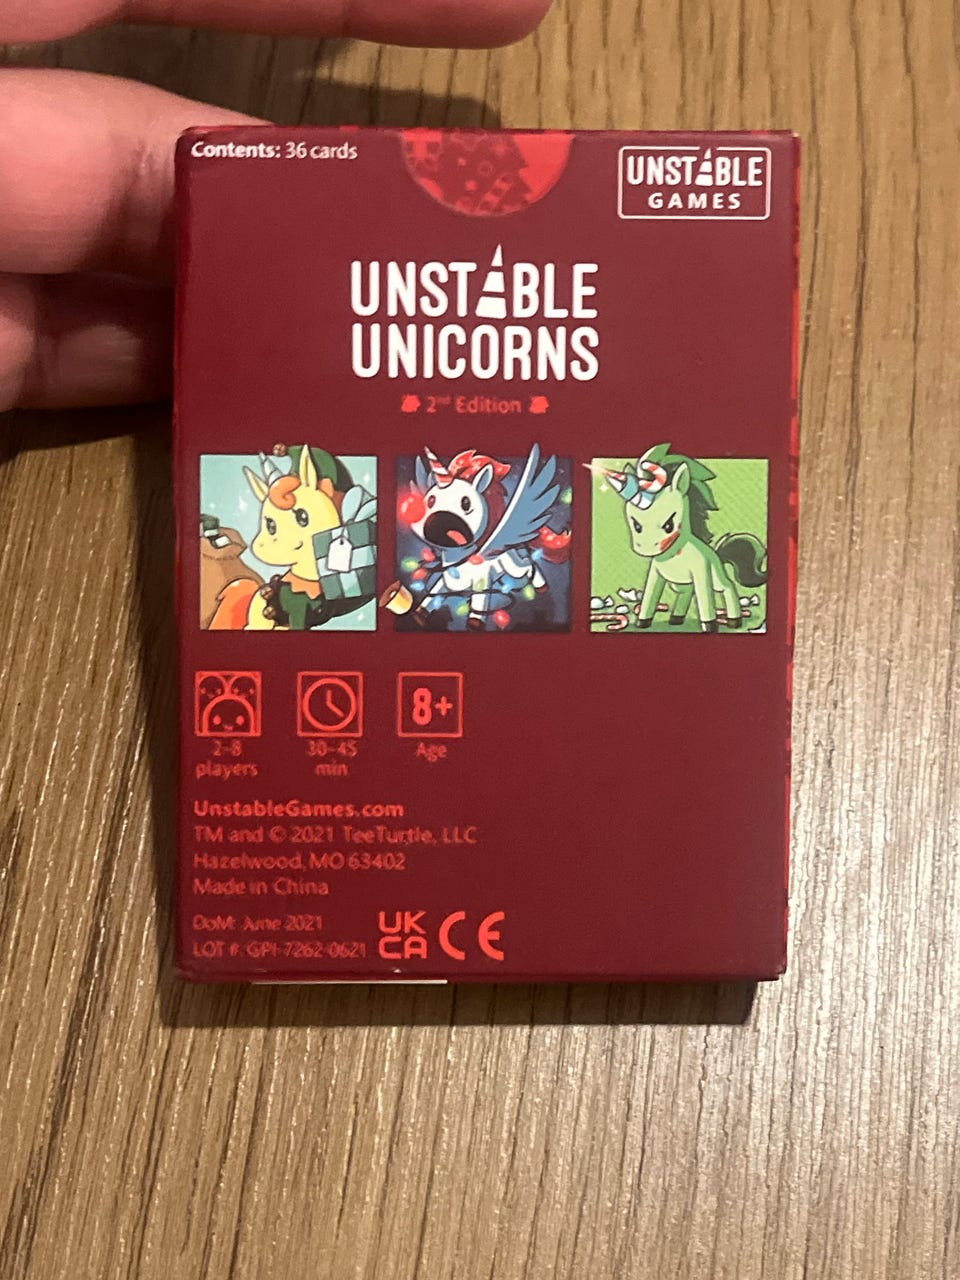 Contents: 36 cards
UNSTABLE
GAMES
UNSTABLE
UNICORNS
2nd Edition
2-8
players
30-45
min
8+
Age
UnstableGames.com
TM and © 2021 TeeTurtle, LLC
Hazelwood, MO 63402
Made in China
DoM: June 2021
LOT #: GPI-7262-0621
UK
CA
CE